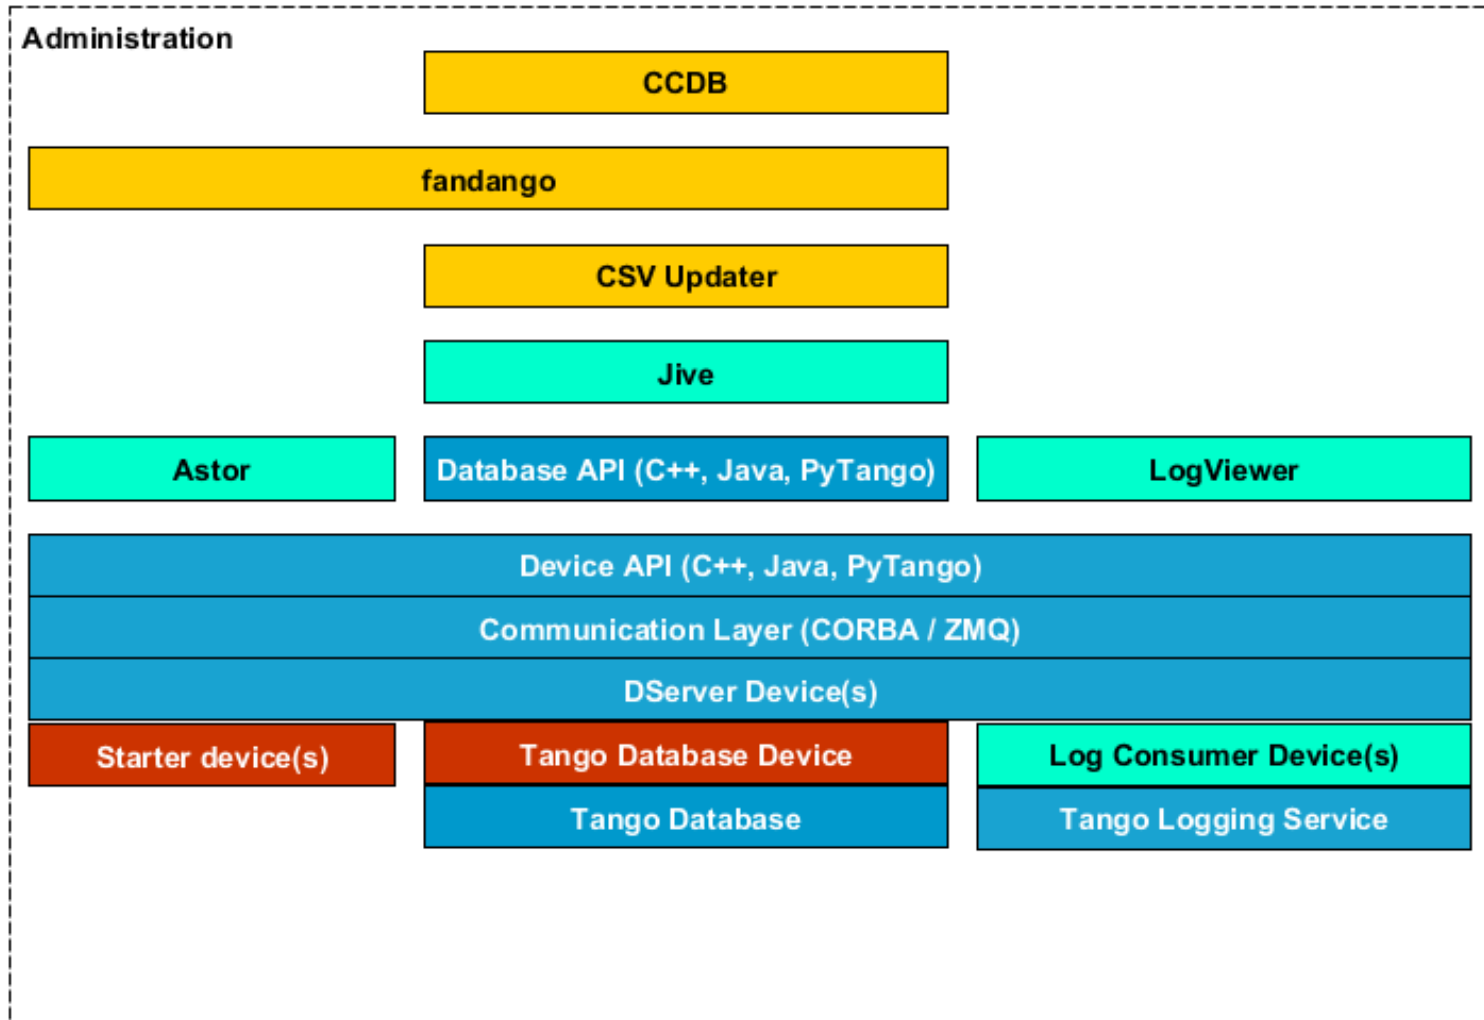 Administration
CCDB
fandango
CSV Updater
Jive
Astor
Database API (C++, Java, PyTango)
LogViewer
Device API (C++, Java, PyTango)
Communication Layer (CORBA / ZMQ)
DServer Device(s)
Starter device(s)
Tango Database Device
Log Consumer Device(s)
Tango Database
Tango Logging Service